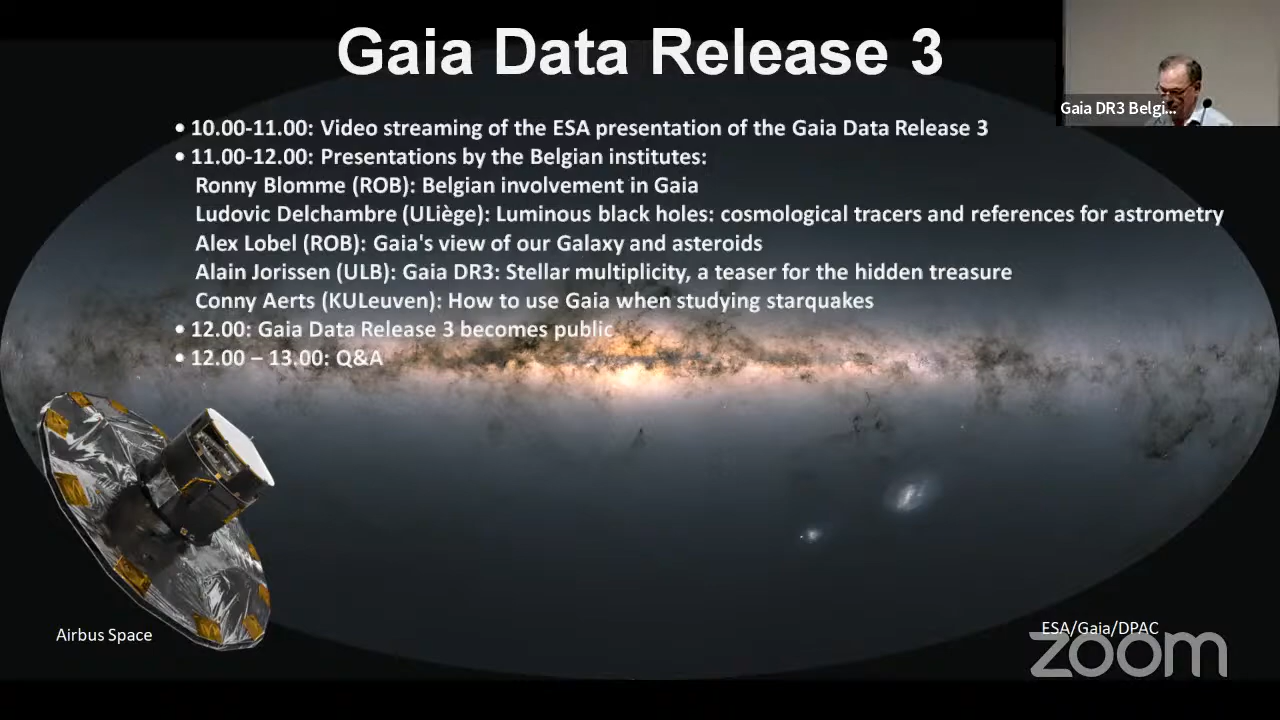 Gaia Data Release 3
Gaia DR3 Belgi...
• 10.00-11.00: Video streaming of the ESA presentation of the Gaia Data Release 3
• 11.00-12.00: Presentations by the Belgian institutes:
Ronny Blomme (ROB): Belgian involvement in Gaia
Ludovic Delchambre (ULiège): Luminous black holes: cosmological tracers and references for astrometry
Alex Lobel (ROB): Gaia's view of our Galaxy and asteroids
Alain Jorissen (ULB): Gaia DR3: Stellar multiplicity, a teaser for the hidden treasure
Conny Aerts (KULeuven): How to use Gaia when studying starquakes
• 12.00: Gaia Data Release 3 becomes public
• 12.00 – 13.00: Q&A
Airbus Space
ESA/Gaia/DPAC
zoom